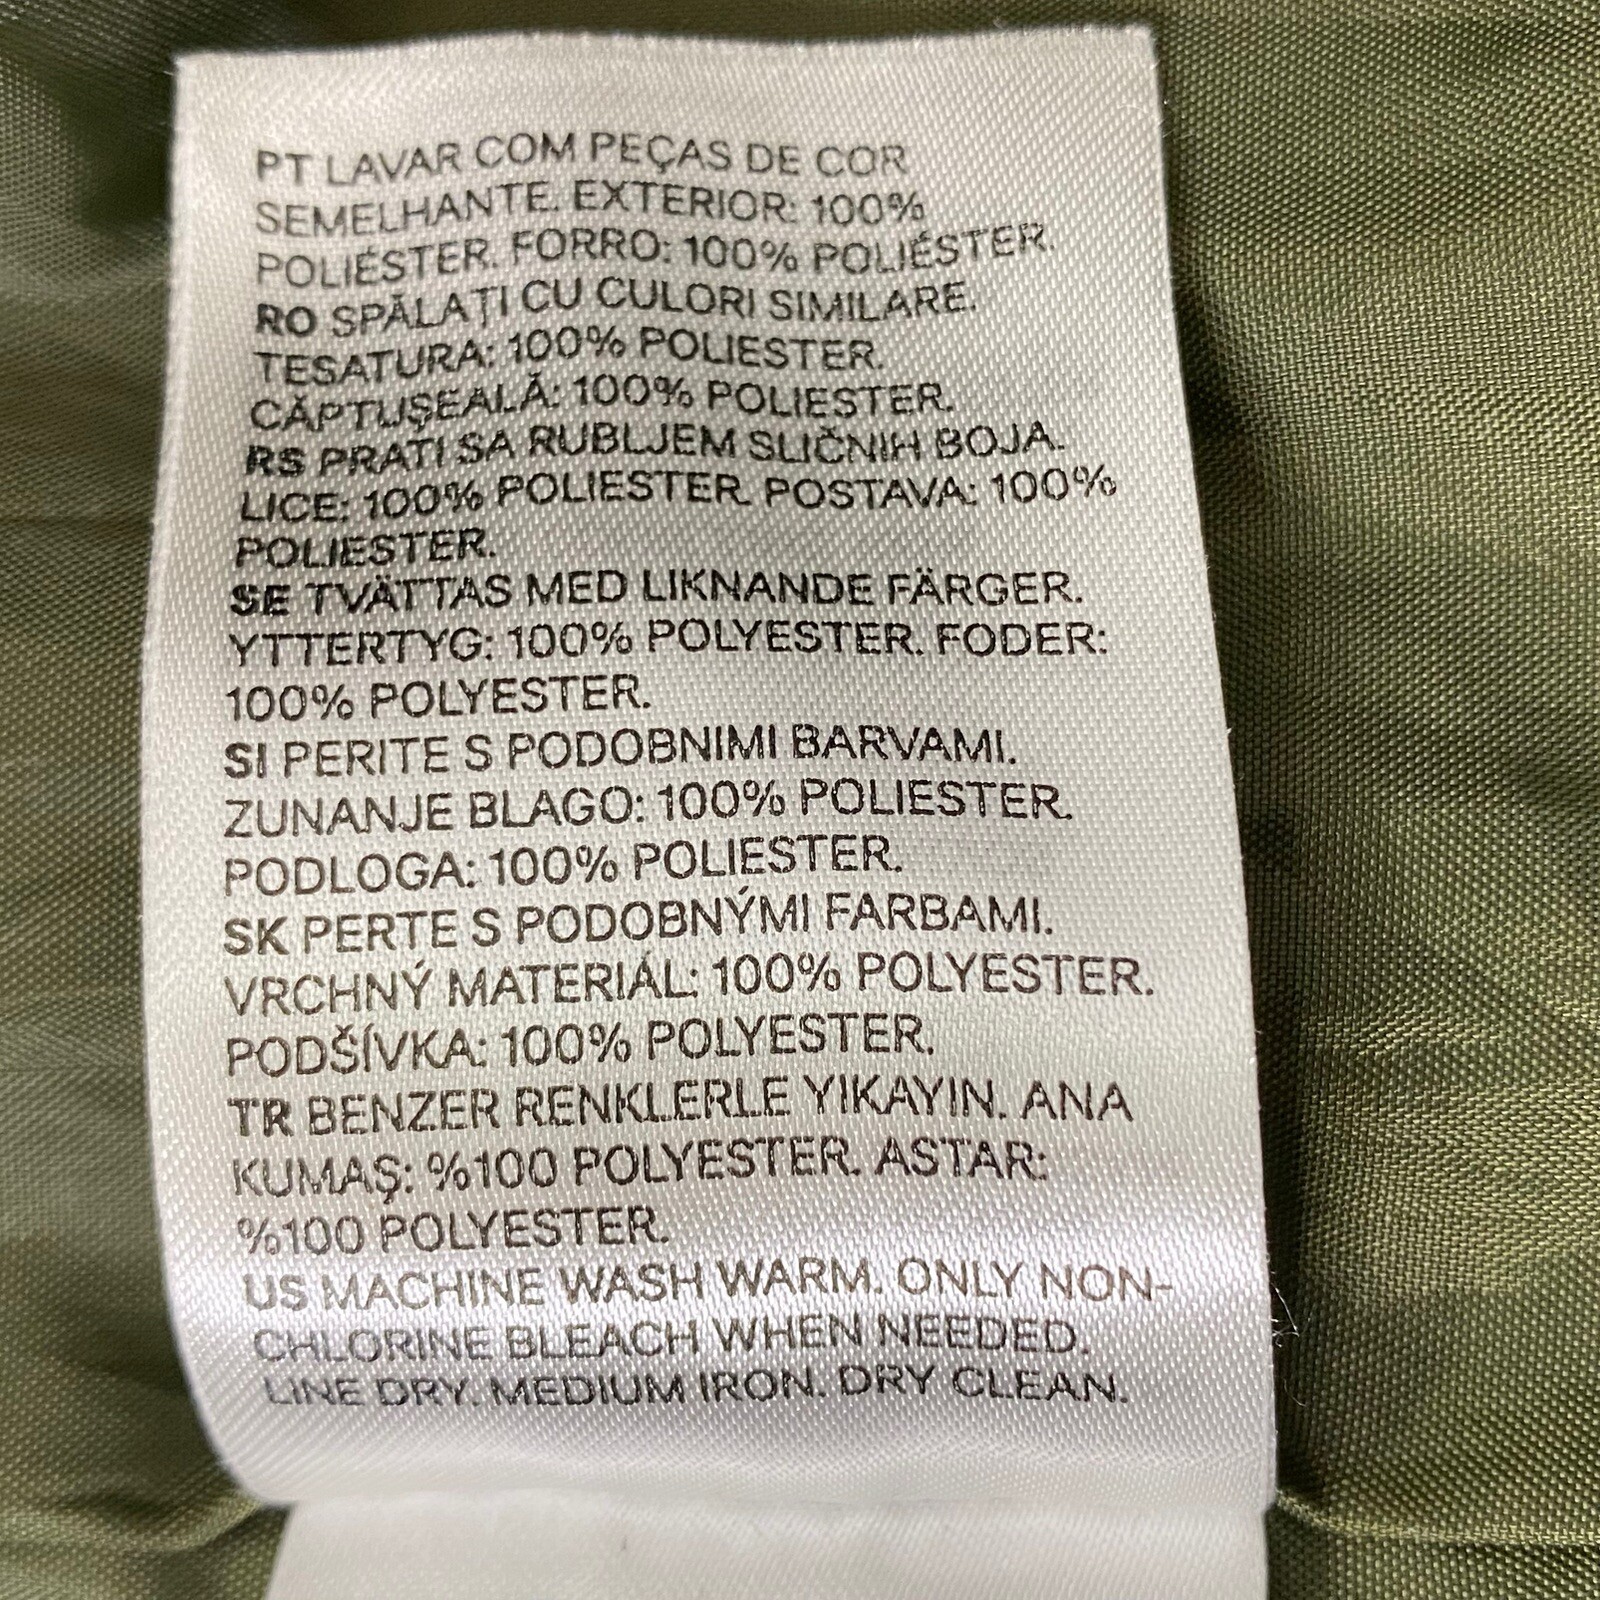 PT LAVAR COM PEÇAS DE COR
SEMELHANTE. EXTERIOR: 100%
POLIÉSTER. FORRO: 100% POLIÉSTER.
RO SPĂLAȚI CU CULORI SIMILARE.
TESATURA: 100% POLIESTER.
CĂPTUȘEALĂ: 100% POLIESTER.
RS PRATI SA RUBLJEM SLIČNIH BOJA.
LICE: 100% POLIESTER. POSTAVA: 100%
POLIESTER.
SE TVÄTTAS MED LIKNANDE FÄRGER.
YTTERTYG: 100% POLYESTER. FODER:
100% POLYESTER.
SI PERITE S PODOBNIMI BARVAMI.
ZUNANJE BLAGO: 100% POLIESTER.
PODLOGA: 100% POLIESTER.
SK PERTE S PODOBNÝMI FARBAMI.
VRCHNÝ MATERIÁL: 100% POLYESTER.
PODŠÍVKA: 100% POLYESTER.
TR BENZER RENKLERLE YIKAYIN. ANA
KUMAŞ: %100 POLYESTER. ASTAR:
%100 POLYESTER.
US MACHINE WASH WARM. ONLY NON-
CHLORINE BLEACH WHEN NEEDED.
LINE DRY. MEDIUM IRON. DRY CLEAN.